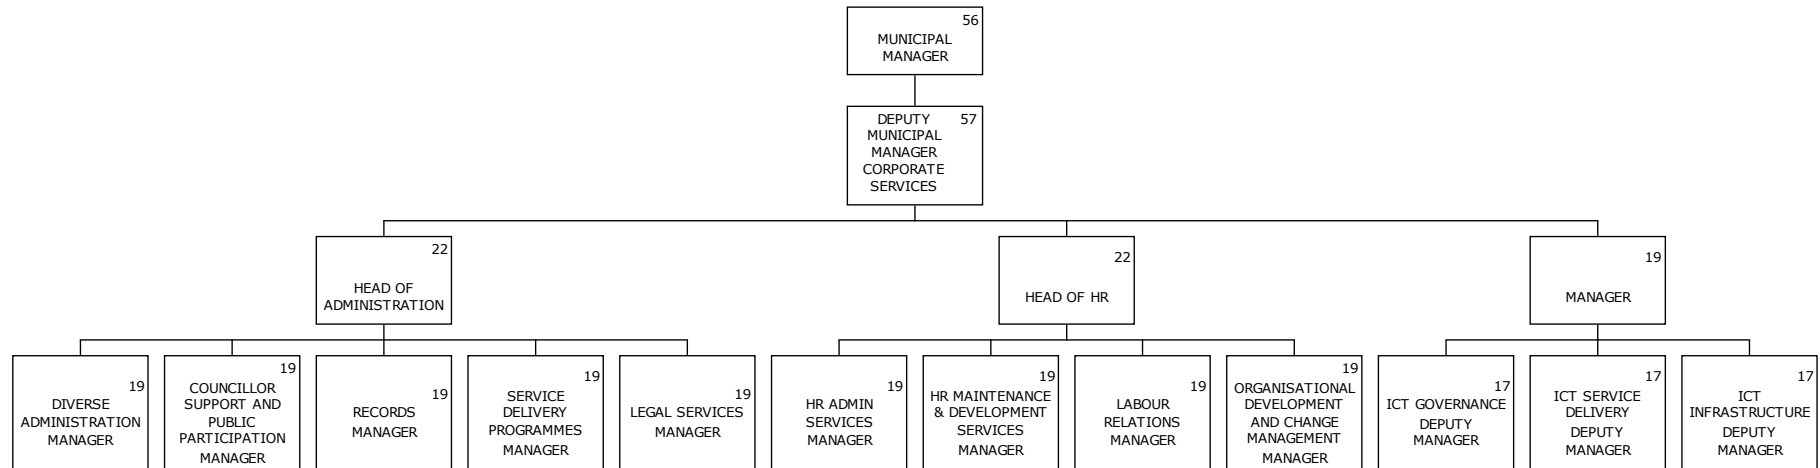 56
MUNICIPAL
MANAGER
DEPUTY 57
MUNICIPAL
MANAGER
CORPORATE
SERVICES
22
HEAD OF
ADMINISTRATION
22
HEAD OF HR
19
MANAGER
19
DIVERSE
ADMINISTRATION
MANAGER
19
COUNCILLOR
SUPPORT AND
PUBLIC
PARTICIPATION
MANAGER
19
RECORDS
MANAGER
19
SERVICE
DELIVERY
PROGRAMMES
MANAGER
19
LEGAL SERVICES
MANAGER
19
HR ADMIN
SERVICES
MANAGER
19
HR MAINTENANCE
& DEVELOPMENT
SERVICES
MANAGER
19
LABOUR
RELATIONS
MANAGER
19
ORGANISATIONAL
DEVELOPMENT
AND CHANGE
MANAGEMENT
MANAGER
17
ICT GOVERNANCE
DEPUTY
MANAGER
17
ICT SERVICE
DELIVERY
DEPUTY
MANAGER
17
ICT
INFRASTRUCTURE
DEPUTY
MANAGER